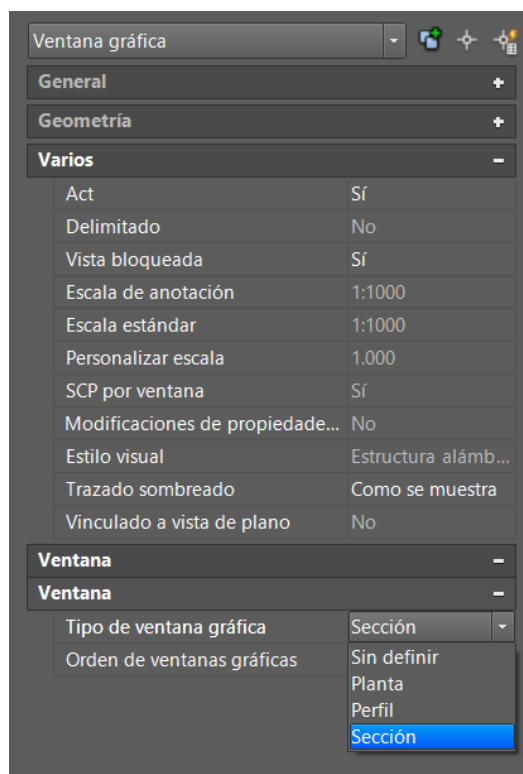 Ventana gráfica
General
Geometría
Varios
Act Sí
Delimitado No
Vista bloqueada Sí
Escala de anotación 1:1000
Escala estándar 1:1000
Personalizar escala 1.000
SCP por ventana Sí
Modificaciones de propiedade... No
Estilo visual Estructura alámb...
Trazado sombreado Como se muestra
Vinculado a vista de plano No
Ventana
Ventana
Tipo de ventana gráfica Sección
Orden de ventanas gráficas Sin definir
Planta
Perfil
Sección